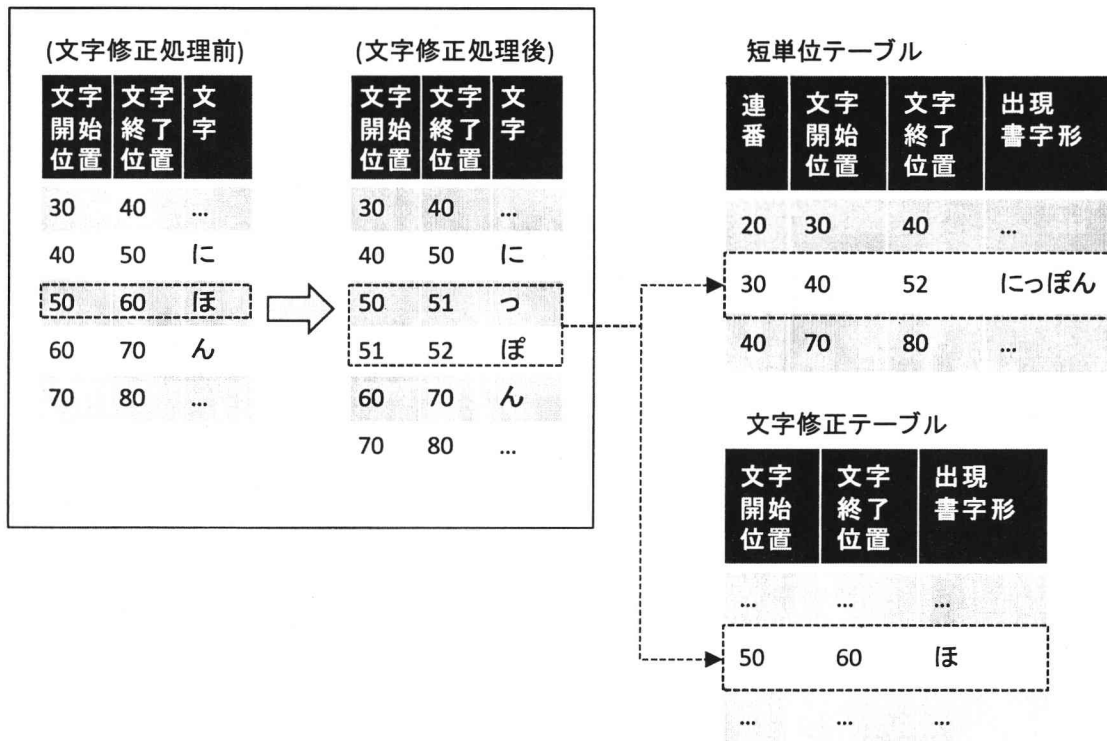 (文字修正処理前)
文字開始位置 文字終了位置 文字
30 40 ...
40 50 に
50 60 ほ
60 70 ん
70 80 ...
(文字修正処理後)
文字開始位置 文字終了位置 文字
30 40 ...
40 50 に
50 51 っ
51 52 ぽ
60 70 ん
70 80 ...
短単位テーブル
連番 文字開始位置 文字終了位置 出現書字形
20 30 40 ...
30 40 52 にっぽん
40 70 80 ...
文字修正テーブル
文字開始位置 文字終了位置 出現書字形
... ... ...
50 60 ほ
... ... ...